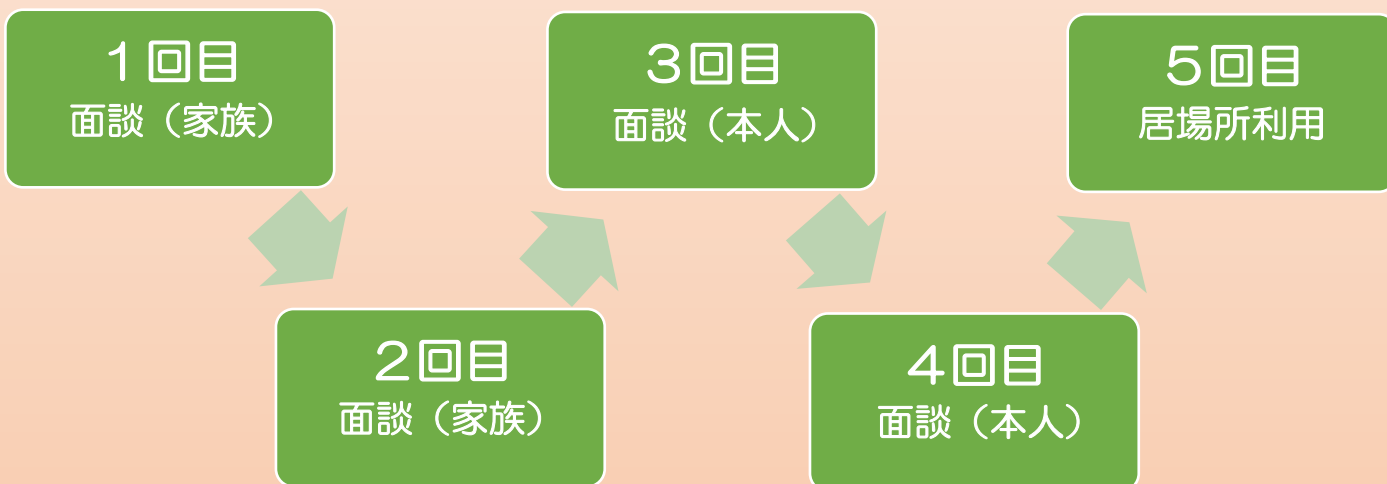 1回目
面談（家族）
2回目
面談（家族）
3回目
面談（本人）
4回目
面談（本人）
5回目
居場所利用